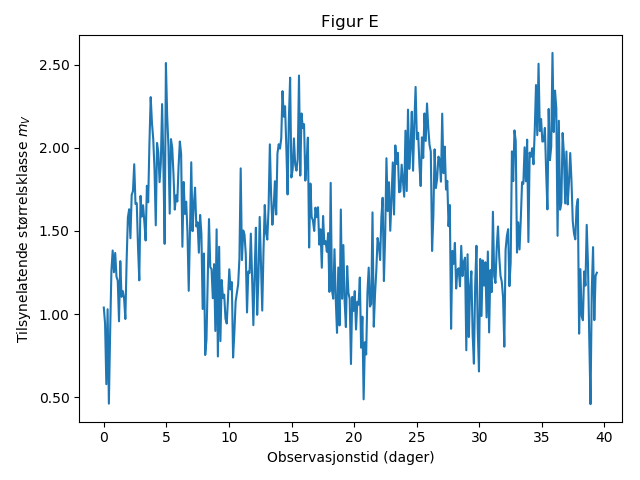 Figur E
2.50
2.00
1.50
1.00
0.50
Tilsynelatende størrelsesklasse m_V
0 5 10 15 20 25 30 35 40
Observasjonstid (dager)